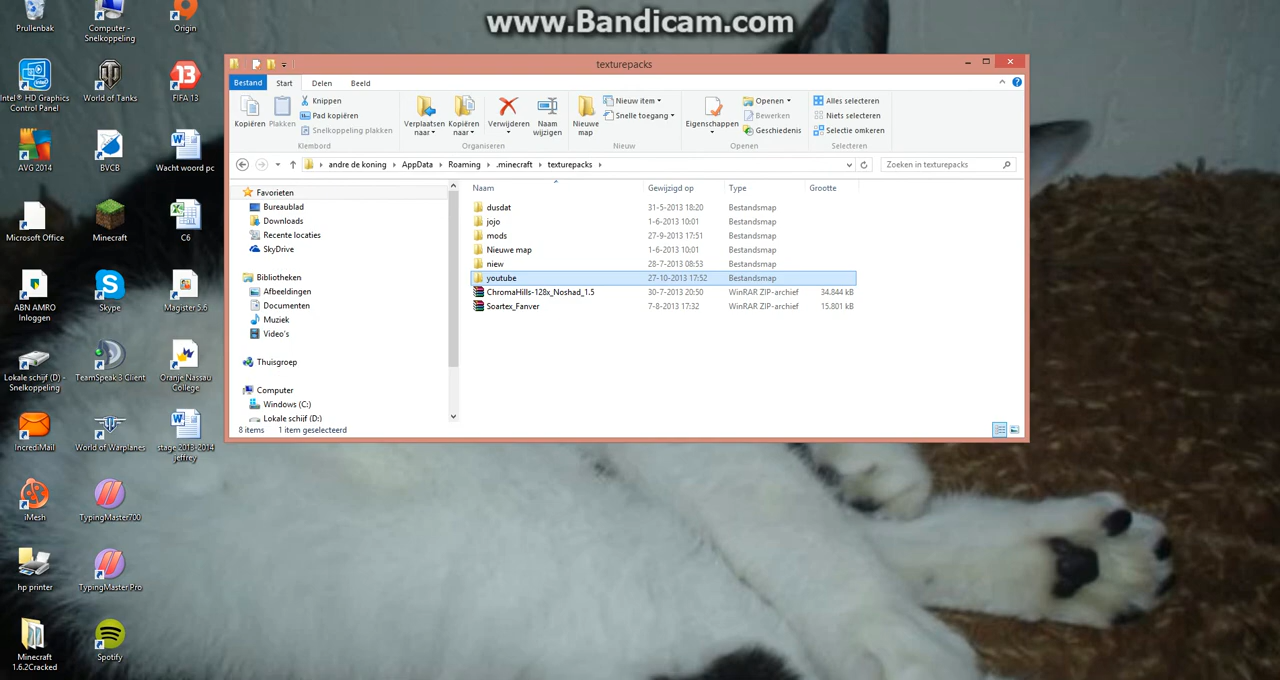 www.Bandicam.com
Prullenbak
Computer -
Snelkoppeling
Origin
Intel® HD Graphics
Control Panel
World of Tanks
FIFA 13
AVG 2014
BVCB
Wacht woord pc
Microsoft Office
Minecraft
C6
ABN AMRO
Inloggen
Skype
Magister 5.6
Lokale schijf (D) -
Snelkoppeling
TeamSpeak 3 Client
Oranje Nassau
College
IncrediMail
World of Warplanes
stage 2013-2014
jeffrey
iMesh
TypingMaster700
hp printer
TypingMaster Pro
Minecraft
1.6.2Cracked
Spotify
texturepacks
Bestand Start Delen Beeld
Kopiëren
Plakken
Knippen
Pad kopiëren
Snelkoppeling plakken
Klembord
Verplaatsen
naar
Kopiëren
naar
Verwijderen
Naam
wijzigen
Organiseren
Nieuwe
map
Nieuw item
Snelle toegang
Nieuw
Eigenschappen
Openen
Bewerken
Geschiedenis
Openen
Alles selecteren
Niets selecteren
Selectie omkeren
Selecteren
andre de koning AppData Roaming .minecraft texturepacks
Zoeken in texturepacks
Favorieten
Bureaublad
Downloads
Recente locaties
SkyDrive
Bibliotheken
Afbeeldingen
Documenten
Muziek
Video's
Thuisgroep
Computer
Windows (C:)
Lokale schijf (D:)
Naam Gewijzigd op Type Grootte
dusdat 31-5-2013 18:20 Bestandsmap
jojo 1-6-2013 10:01 Bestandsmap
mods 27-9-2013 17:51 Bestandsmap
Nieuwe map 1-6-2013 10:01 Bestandsmap
niew 28-7-2013 08:53 Bestandsmap
youtube 27-10-2013 17:52 Bestandsmap
ChromaHills-128x_Noshad_1.5 30-7-2013 20:50 WinRAR ZIP-archief 34.844 kB
Soartex_Fanver 7-8-2013 17:32 WinRAR ZIP-archief 15.801 kB
8 items 1 item geselecteerd